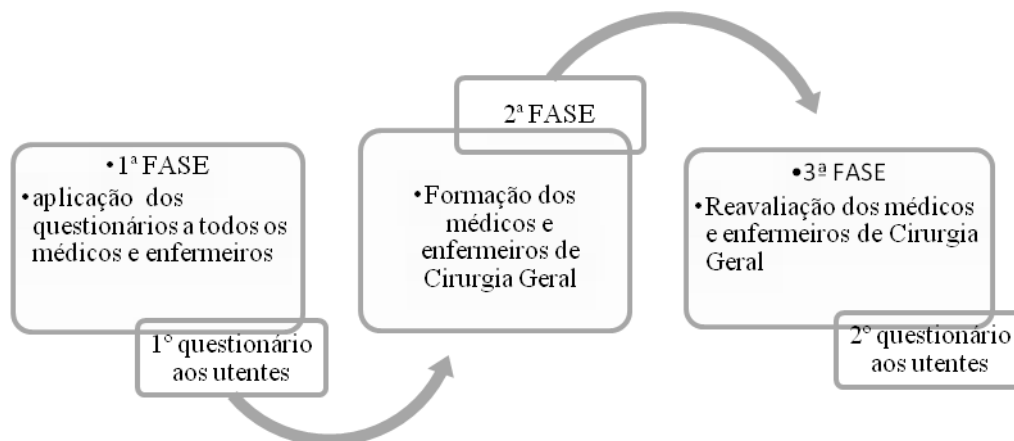 •1ª FASE
•aplicação dos
questionários a todos os
médicos e enfermeiros
1º questionário
aos utentes
2ª FASE
•Formação dos
médicos e
enfermeiros de
Cirurgia Geral
•3ª FASE
•Reavaliação dos médicos
e enfermeiros de Cirurgia
Geral
2º questionário
aos utentes